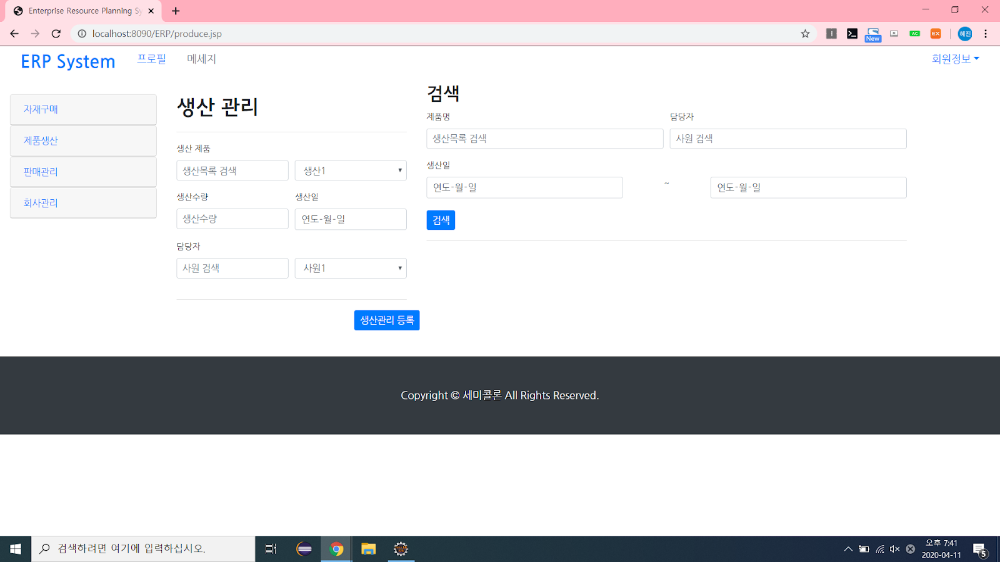 Enterprise Resource Planning Sy
localhost:8090/ERP/produce.jsp
New
AC
EX
혜진
ERP System
프로필
메세지
회원정보
자재구매
제품생산
판매관리
회사관리
생산 관리
생산 제품
생산목록 검색
생산1
생산수량
생산일
생산수량
연도-월-일
담당자
사원 검색
사원1
생산관리 등록
검색
제품명
담당자
생산목록 검색
사원 검색
생산일
연도-월-일
~
연도-월-일
검색
Copyright © 세미콜론 All Rights Reserved.
검색하려면 여기에 입력하십시오.
오후 7:41
2020-04-11
5